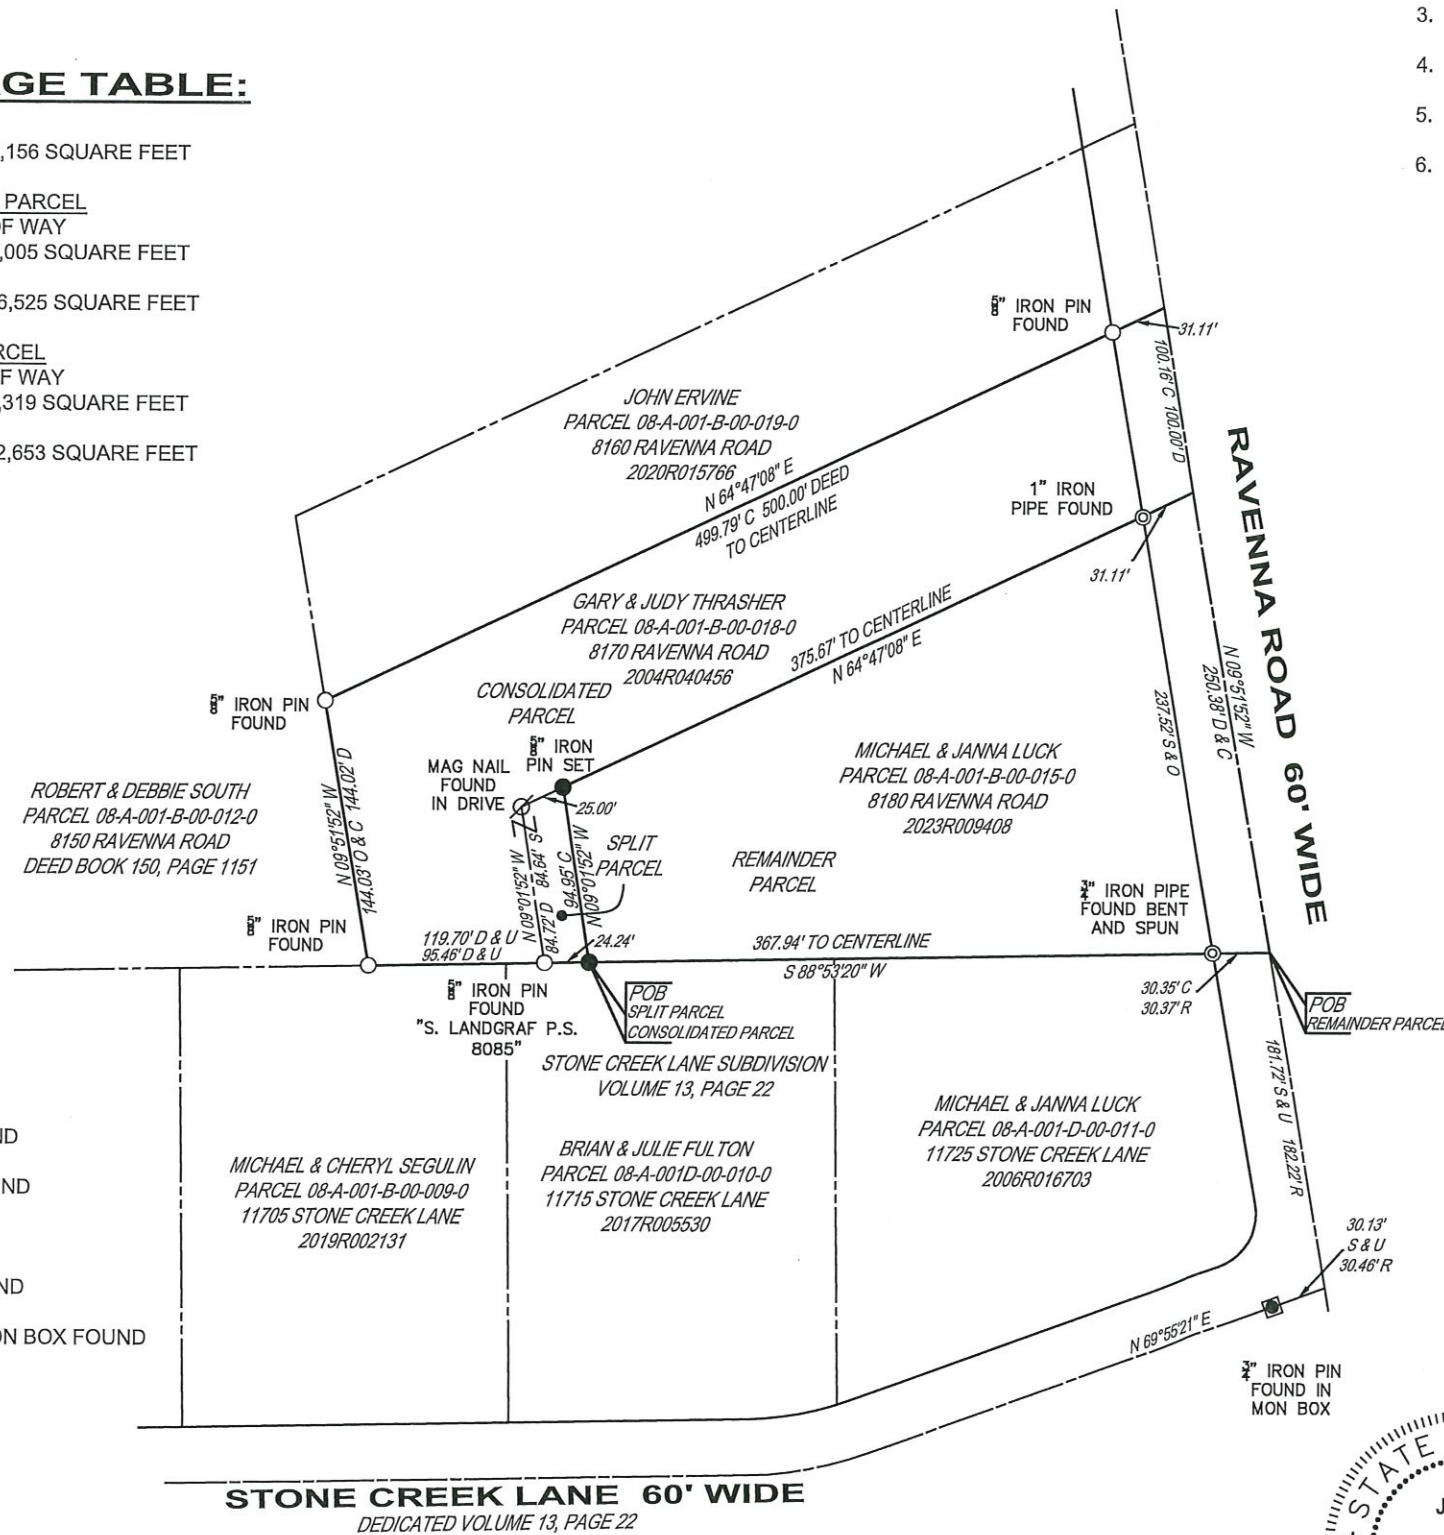 3.
4.
5.
6.
GE TABLE:
,156 SQUARE FEET
PARCEL
OF WAY
,005 SQUARE FEET
6,525 SQUARE FEET
RCEL
F WAY
,319 SQUARE FEET
2,653 SQUARE FEET
5/8" IRON PIN
FOUND
31.11'
100.16' C 100.00' D
JOHN ERVINE
PARCEL 08-A-001-B-00-019-0
8160 RAVENNA ROAD
2020R015766
N 64°47'08" E
499.79' C 500.00' DEED
TO CENTERLINE
1" IRON
PIPE FOUND
31.11'
RAVENNA ROAD 60' WIDE
GARY & JUDY THRASHER
PARCEL 08-A-001-B-00-018-0
8170 RAVENNA ROAD
2004R040456
375.67' TO CENTERLINE
N 64°47'08" E
N 09°51'52" W
250.38' D & C
237.52' S & O
5/8" IRON PIN
FOUND
CONSOLIDATED
PARCEL
5/8" IRON
PIN SET
MAG NAIL
FOUND
IN DRIVE
25.00'
MICHAEL & JANNA LUCK
PARCEL 08-A-001-B-00-015-0
8180 RAVENNA ROAD
2023R009408
ROBERT & DEBBIE SOUTH
PARCEL 08-A-001-B-00-012-0
8150 RAVENNA ROAD
DEED BOOK 150, PAGE 1151
N 09°51'52" W
144.03' O & C 144.02' D
N 09°01'52" W
84.72' D 84.64' S
94.95' C
N 09°01'52" W
SPLIT
PARCEL
REMAINDER
PARCEL
3/4" IRON PIPE
FOUND BENT
AND SPUN
5/8" IRON PIN
FOUND
119.70' D & U
95.46' D & U
24.24'
367.94' TO CENTERLINE
S 88°53'20" W
30.35' C
30.37' R
5/8" IRON PIN
FOUND
"S. LANDGRAF P.S.
8085"
POB
SPLIT PARCEL
CONSOLIDATED PARCEL
POB
REMAINDER PARCEL
STONE CREEK LANE SUBDIVISION
VOLUME 13, PAGE 22
181.72' S & U 182.22' R
MICHAEL & JANNA LUCK
PARCEL 08-A-001-D-00-011-0
11725 STONE CREEK LANE
2006R016703
BRIAN & JULIE FULTON
PARCEL 08-A-001D-00-010-0
11715 STONE CREEK LANE
2017R005530
MICHAEL & CHERYL SEGULIN
PARCEL 08-A-001-B-00-009-0
11705 STONE CREEK LANE
2019R002131
ND
ND
ND
ON BOX FOUND
30.13'
S & U
30.46' R
N 69°55'21" E
3/4" IRON PIN
FOUND IN
MON BOX
STATE
J
STONE CREEK LANE 60' WIDE
DEDICATED VOLUME 13, PAGE 22